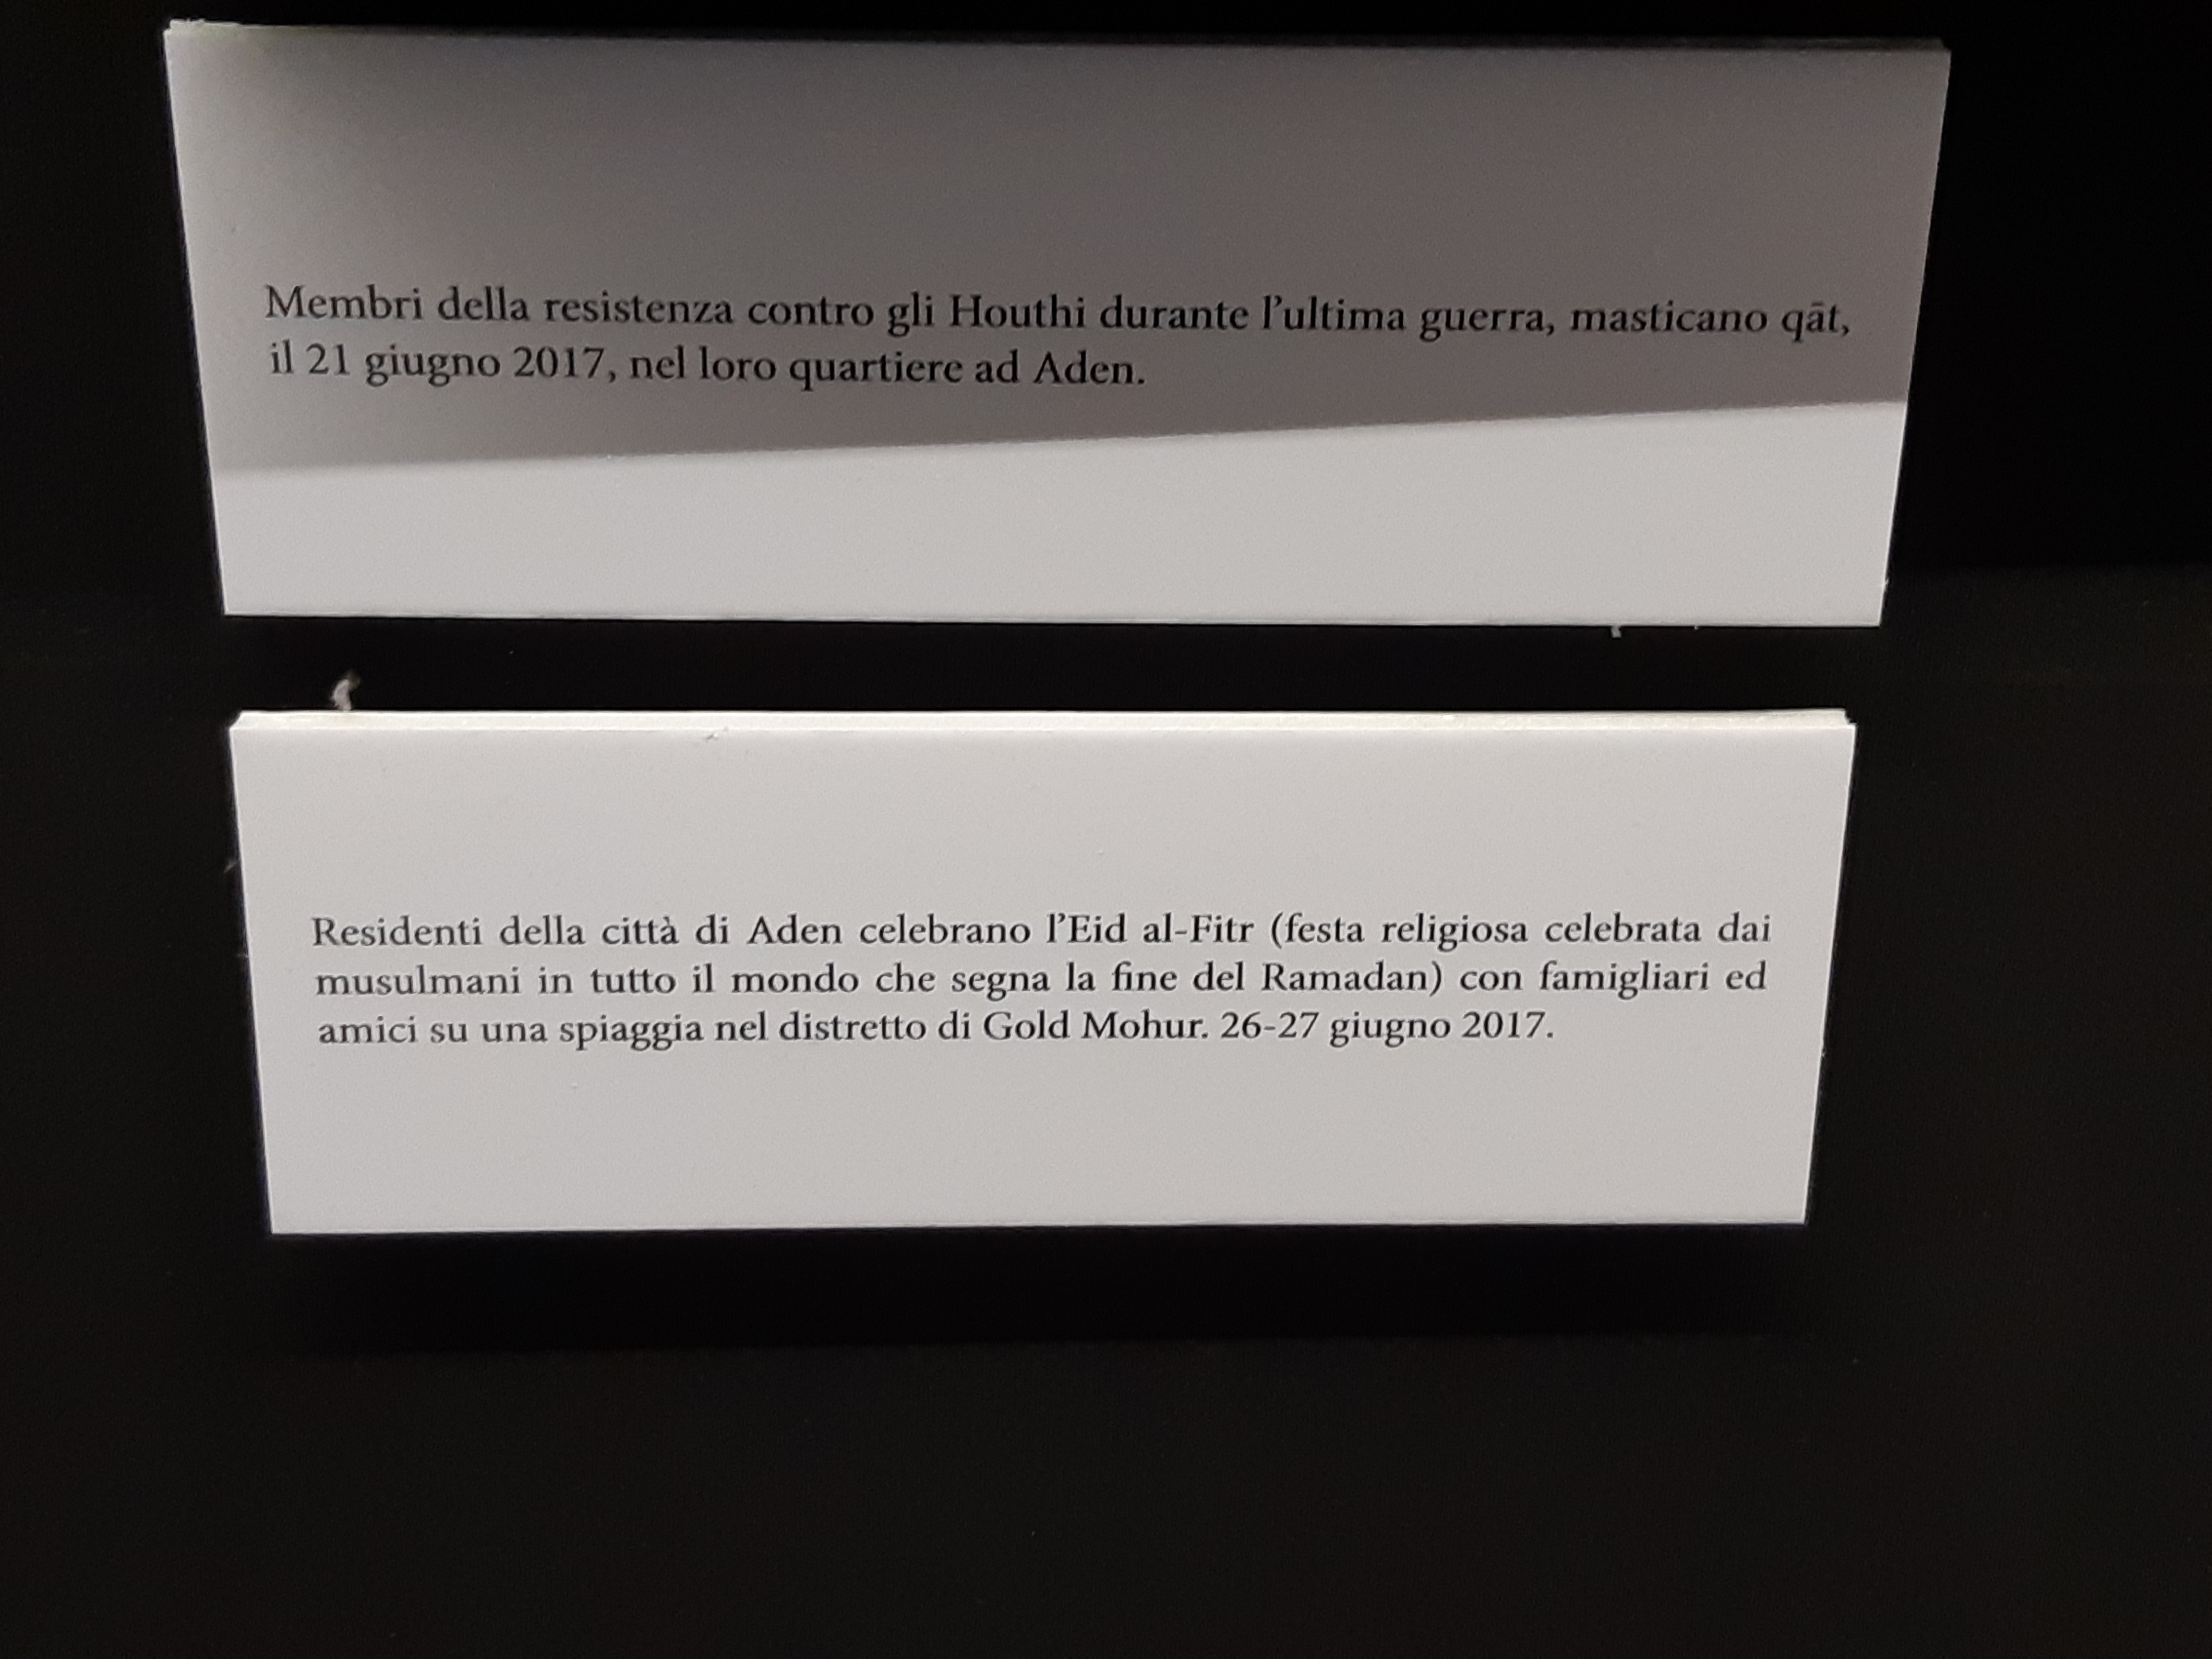 Membri della resistenza contro gli Houthi durante l’ultima guerra, masticano qāt,
il 21 giugno 2017, nel loro quartiere ad Aden.
Residenti della città di Aden celebrano l’Eid al-Fitr (festa religiosa celebrata dai
musulmani in tutto il mondo che segna la fine del Ramadan) con famigliari ed
amici su una spiaggia nel distretto di Gold Mohur. 26-27 giugno 2017.